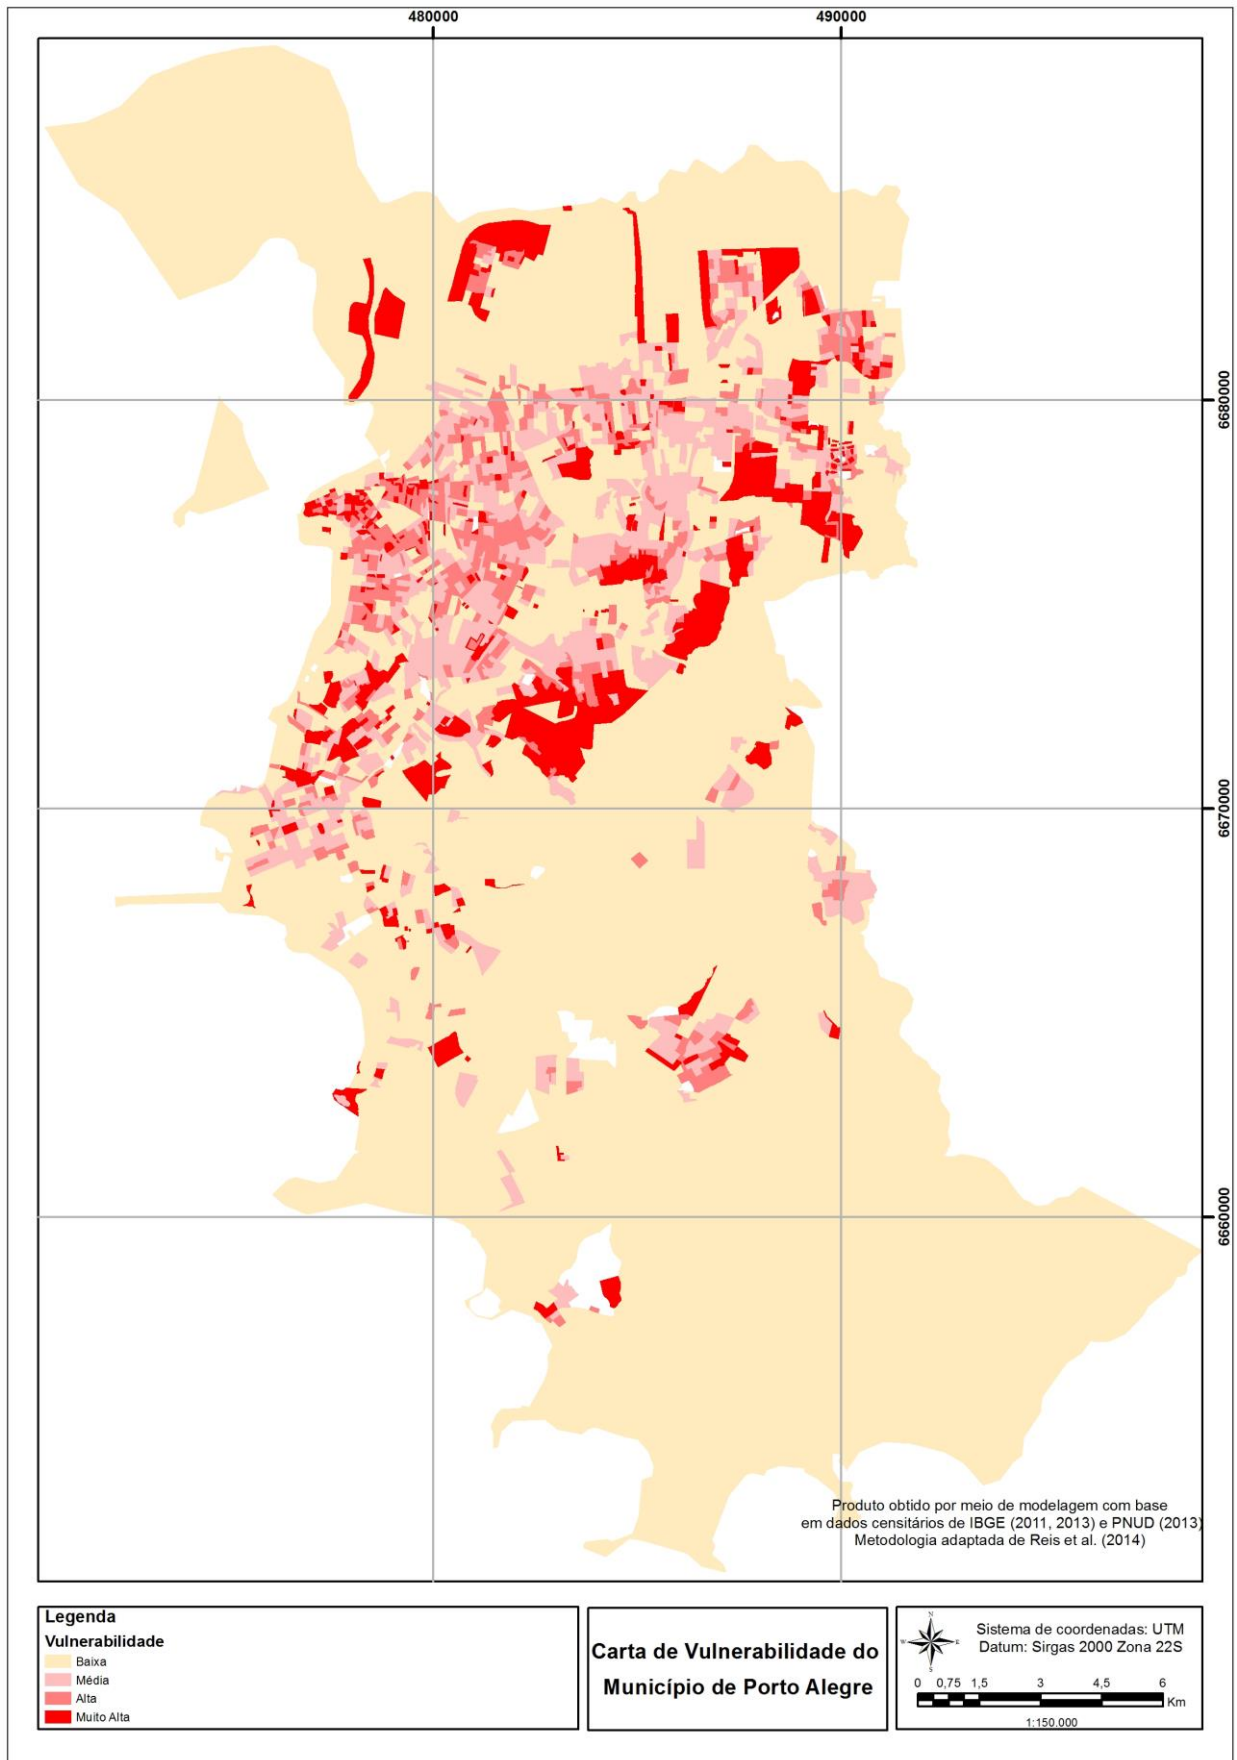 480000
490000
6680000
6670000
6660000
Produto obtido por meio de modelagem com base
em dados censitários de IBGE (2011, 2013) e PNUD (2013)
Metodologia adaptada de Reis et al. (2014)
Legenda
Vulnerabilidade
Baixa
Média
Alta
Muito Alta
Carta de Vulnerabilidade do
Município de Porto Alegre
N
W
E
S
Sistema de coordenadas: UTM
Datum: Sirgas 2000 Zona 22S
0 0,75 1,5 3 4,5 6
Km
1:150.000